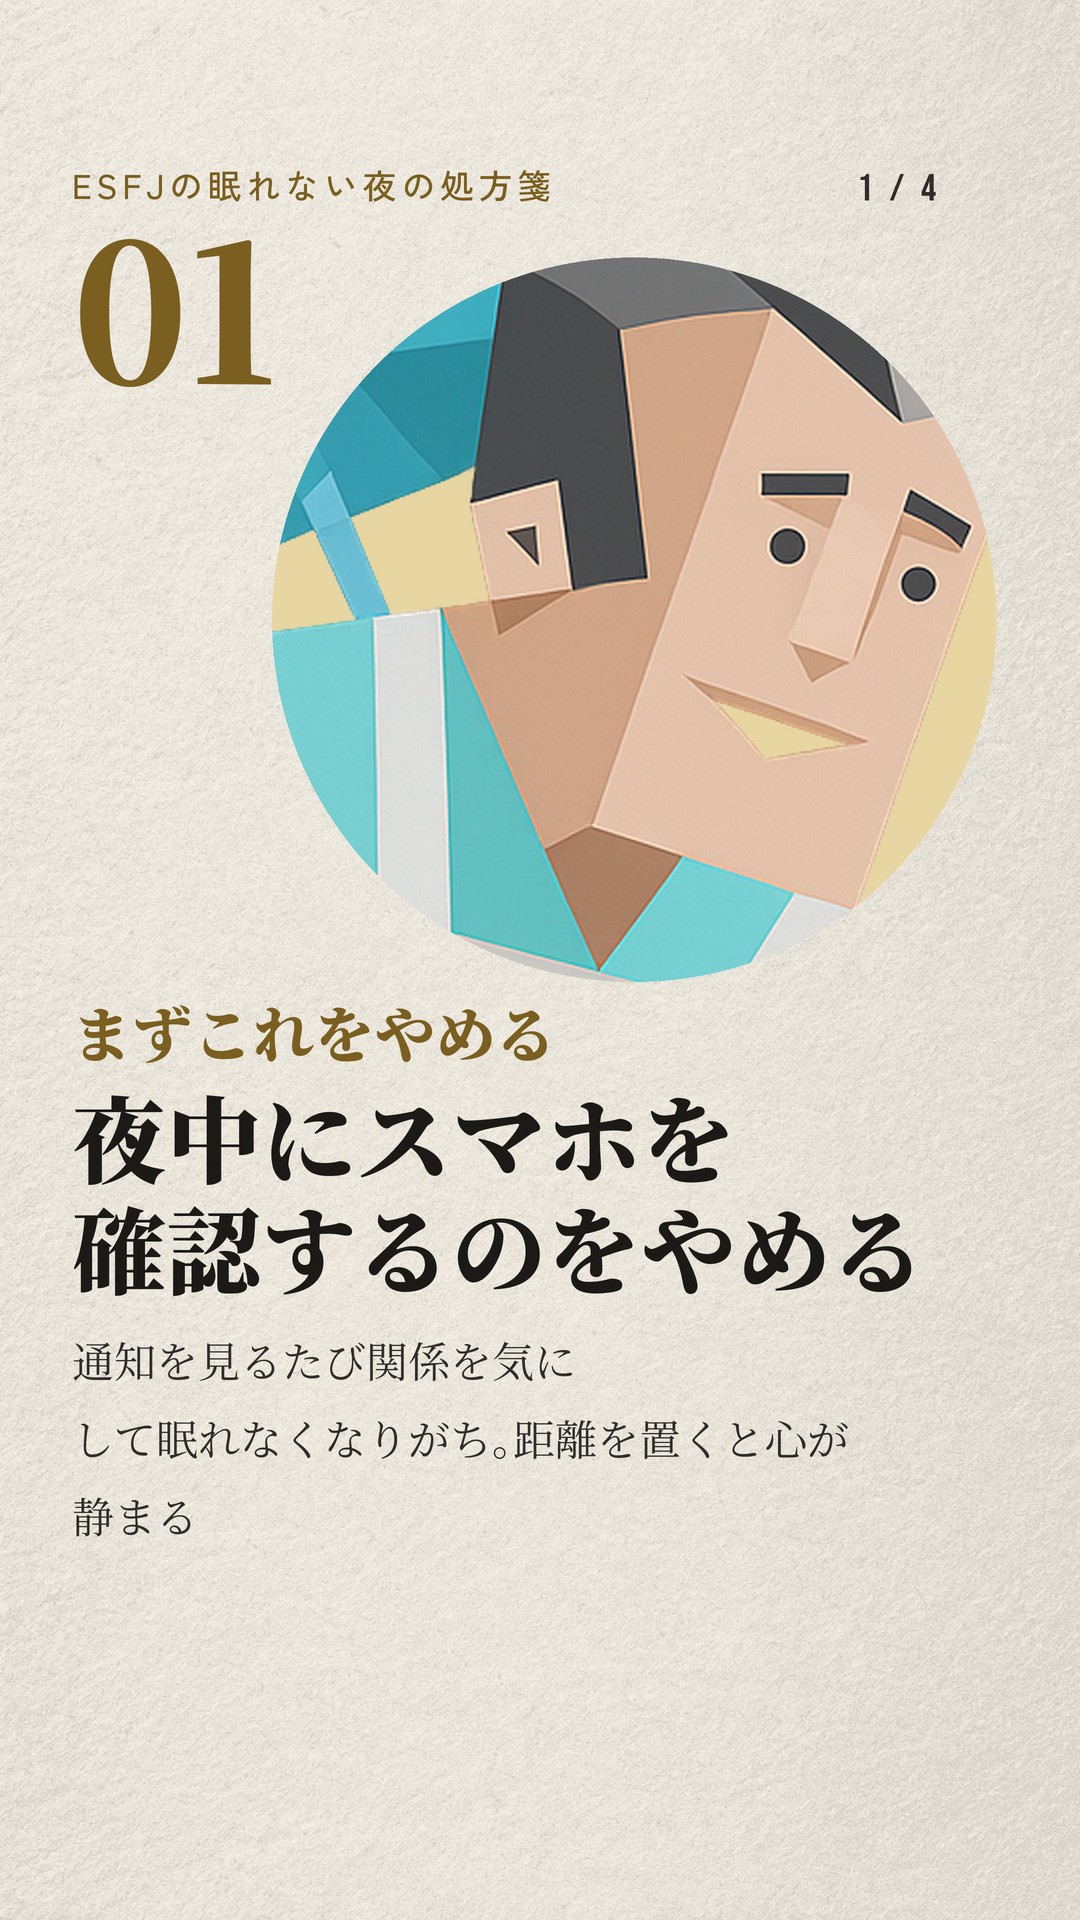 ESFJの眠れない夜の処方箋
1 / 4
01
まずこれをやめる
夜中にスマホを
確認するのをやめる
通知を見るたび関係を気に
して眠れなくなりがち。距離を置くと心が
静まる